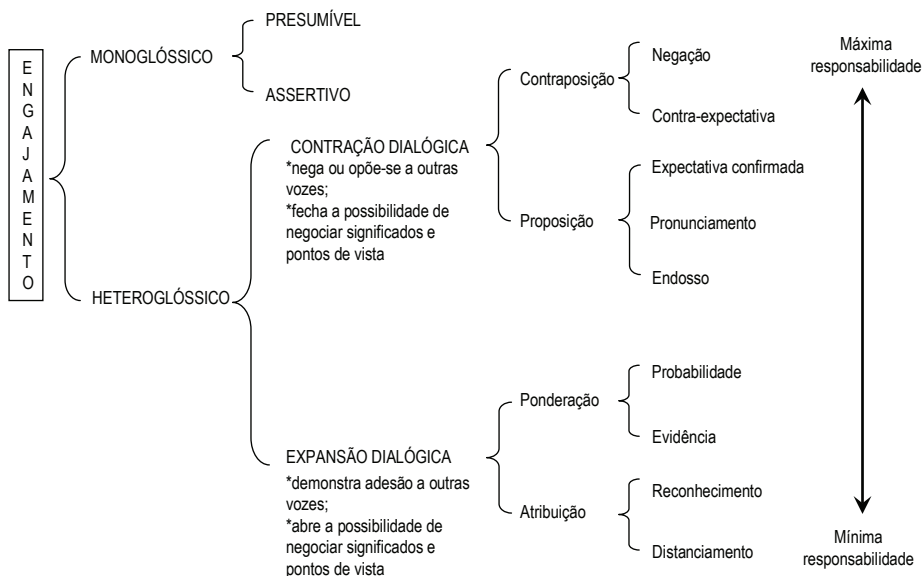 ENGAJAMENTO
MONOGLÓSSICO
PRESUMÍVEL
ASSERTIVO
HETEROGLÓSSICO
CONTRAÇÃO DIALÓGICA
*nega ou opõe-se a outras
vozes;
*fecha a possibilidade de
negociar significados e
pontos de vista
Contraposição
Negação
Contra-expectativa
Proposição
Expectativa confirmada
Pronunciamento
Endosso
EXPANSÃO DIALÓGICA
*demonstra adesão a outras
vozes;
*abre a possibilidade de
negociar significados e
pontos de vista
Ponderação
Probabilidade
Evidência
Atribuição
Reconhecimento
Distanciamento
Máxima
responsabilidade
Mínima
responsabilidade